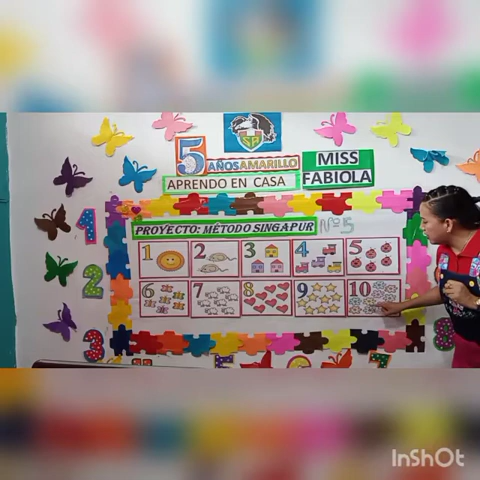 5 AÑOS AMARILLO
MISS
FABIOLA
APRENDO EN CASA
PROYECTO: MÉTODO SINGAPUR Nº5
1 2 3 4 5
6 7 8 9 10
1
2
3
InShOt